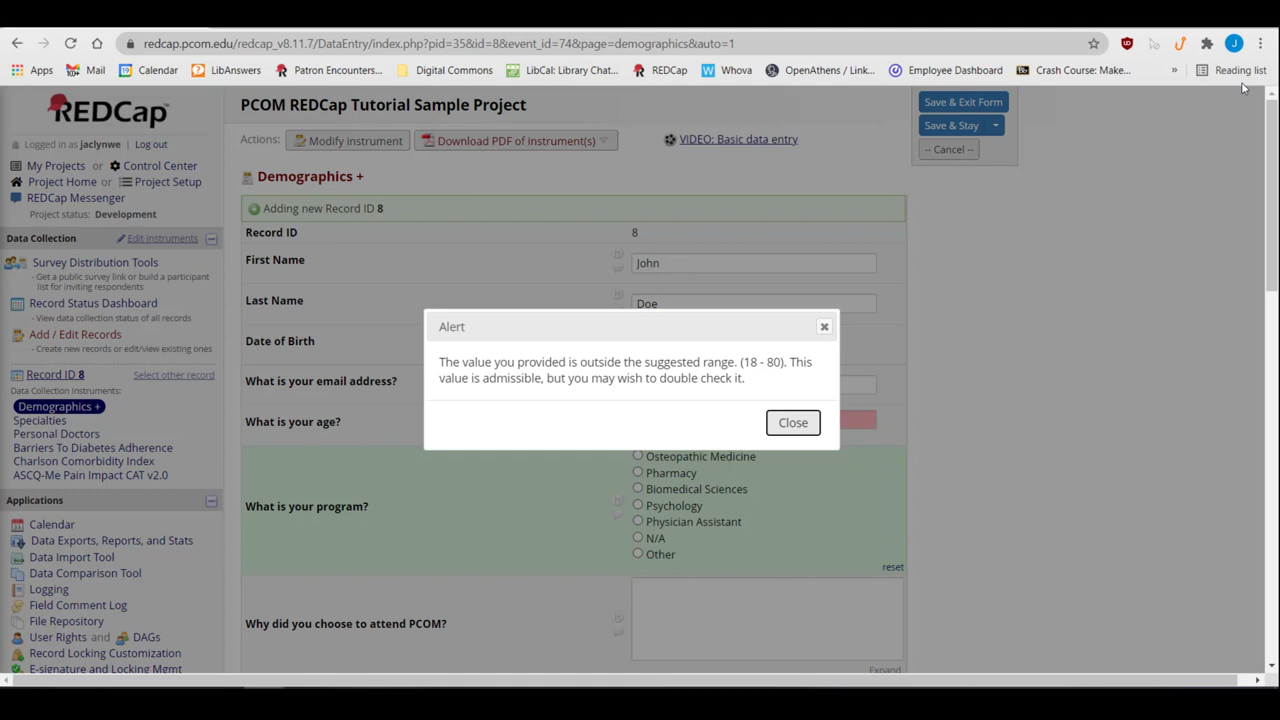 redcap.pcom.edu/redcap_v8.11.7/DataEntry/index.php?pid=35&id=8&event_id=74&page=demographics&auto=1
Apps 10+ Mail Calendar LibAnswers Patron Encounters... Digital Commons LibCal: Library Chat... REDCap Whova OpenAthens / Link... Employee Dashboard Crash Course: Make... » Reading list
REDCap
Logged in as jaclynwe | Log out
My Projects or Control Center
Project Home or Project Setup
REDCap Messenger
Project status: Development
Data Collection Edit instruments
Survey Distribution Tools
- Get a public survey link or build a participant
list for inviting respondents
Record Status Dashboard
- View data collection status of all records
Add / Edit Records
- Create new records or edit/view existing ones
Record ID 8 Select other record
Data Collection Instruments:
Demographics +
Specialties
Personal Doctors
Barriers To Diabetes Adherence
Charlson Comorbidity Index
ASCQ-Me Pain Impact CAT v2.0
Applications
Calendar
Data Exports, Reports, and Stats
Data Import Tool
Data Comparison Tool
Logging
Field Comment Log
File Repository
User Rights and DAGs
Record Locking Customization
E-signature and Locking Mgmt
PCOM REDCap Tutorial Sample Project
Actions: Modify instrument Download PDF of instrument(s) VIDEO: Basic data entry
Save & Exit Form
Save & Stay
-- Cancel --
Demographics +
Adding new Record ID 8
Record ID 8
First Name John
Last Name Doe
Date of Birth
What is your email address?
What is your age?
Alert
The value you provided is outside the suggested range. (18 - 80). This
value is admissible, but you may wish to double check it.
Close
What is your program?
Osteopathic Medicine
Pharmacy
Biomedical Sciences
Psychology
Physician Assistant
N/A
Other
reset
Why did you choose to attend PCOM?
Expand